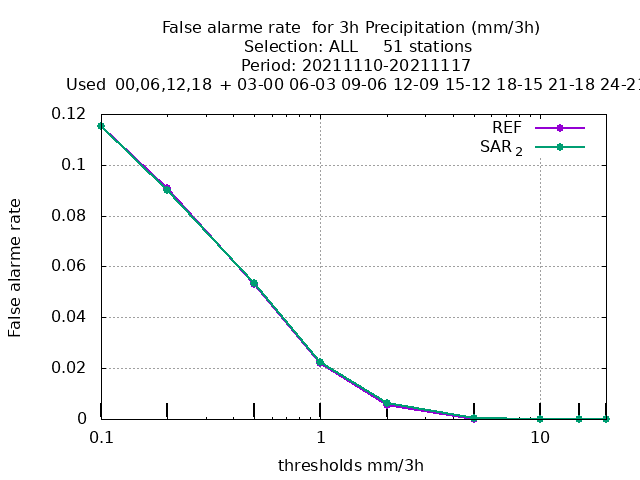 False alarme rate  for 3h Precipitation (mm/3h)
Selection: ALL     51 stations
Period: 20211110-20211117
Used  00,06,12,18  + 03-00 06-03 09-06 12-09  15-12  18-15  21-18  24-21
REF
SAR 2
0.12
0.1
0.08
0.06
0.04
0.02
0
False alarme rate
0.1
1
10
thresholds mm/3h